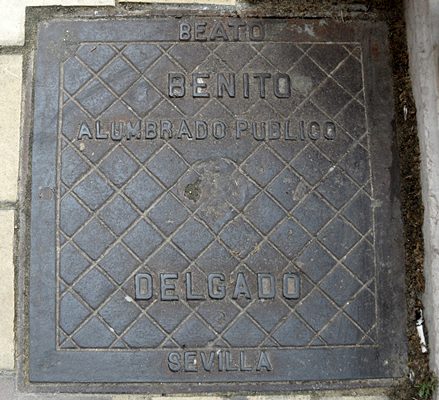 BEATO
BENITO
ALUMBRADO PUBLICO
DELGADO
SEVILLA